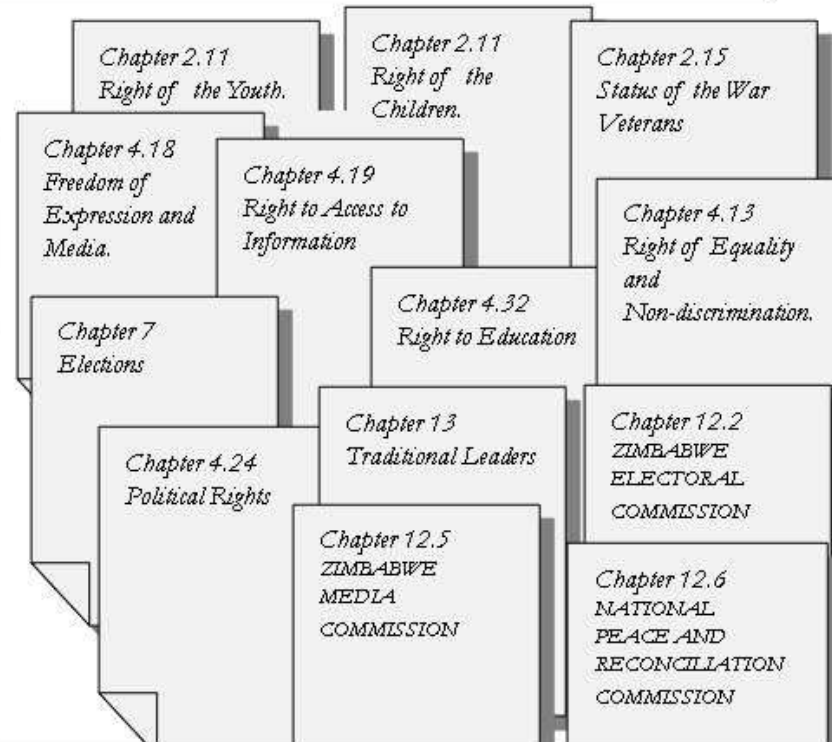 Chapter 2.11
Right of the Youth.
Chapter 2.11
Right of the
Children.
Chapter 2.15
Status of the War
Veterans
Chapter 4.18
Freedom of
Expression and
Media.
Chapter 4.19
Right to Access to
Information
Chapter 4.13
Right of Equality
and
Non-discrimination.
Chapter 7
Elections
Chapter 4.32
Right to Education
Chapter 4.24
Political Rights
Chapter 13
Traditional Leaders
Chapter 12.2
ZIMBABWE
ELECTORAL
COMMISSION
Chapter 12.5
ZIMBABWE
MEDIA
COMMISSION
Chapter 12.6
NATIONAL
PEACE AND
RECONCILIATION
COMMISSION